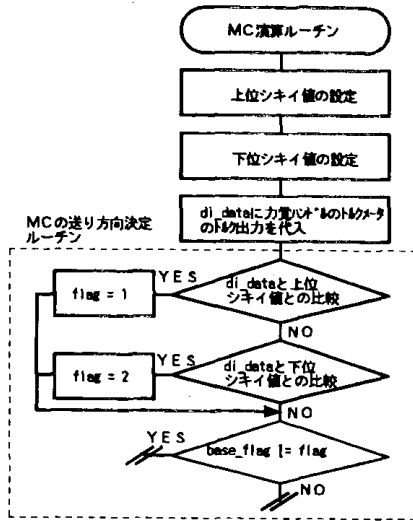 MC演算ルーチン
上位シキイ値の設定
下位シキイ値の設定
di_dataに力覚ハンドルのトルクメータ
のトルク出力を代入
MCの送り方向決定
ルーチン
di_dataと上位
シキイ値との比較
YES
flag = 1
NO
di_dataと下位
シキイ値との比較
YES
flag = 2
NO
base_flag != flag
YES
NO